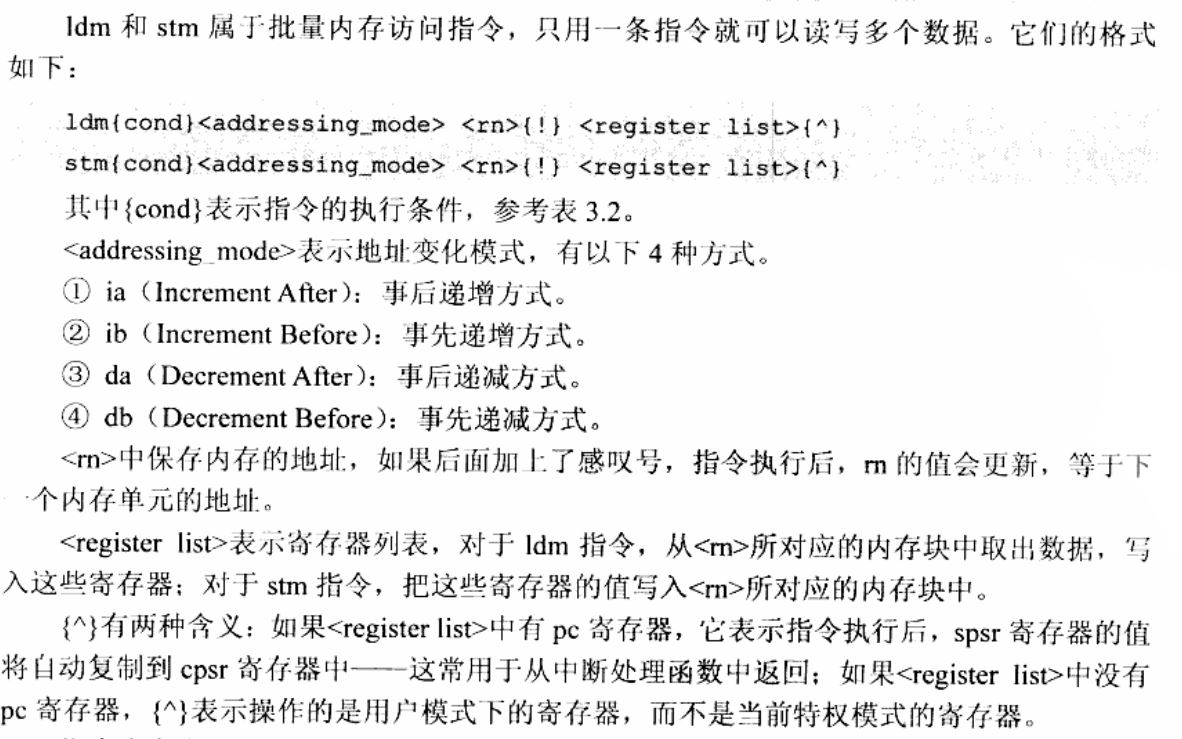 ldm 和 stm 属于批量内存访问指令，只用一条指令就可以读写多个数据。它们的格式
如下：
ldm{cond}<addressing_mode> <rn>{!} <register list>{^}
stm{cond}<addressing_mode> <rn>{!} <register list>{^}
其中{cond}表示指令的执行条件，参考表 3.2。
<addressing_mode>表示地址变化模式，有以下 4 种方式。
① ia（Increment After）：事后递增方式。
② ib（Increment Before）：事先递增方式。
③ da（Decrement After）：事后递减方式。
④ db（Decrement Before）：事先递减方式。
<rn>中保存内存的地址，如果后面加上了感叹号，指令执行后，rn 的值会更新，等于下
一个内存单元的地址。
<register list>表示寄存器列表，对于 ldm 指令，从<rn>所对应的内存块中取出数据，写
入这些寄存器；对于 stm 指令，把这些寄存器的值写入<rn>所对应的内存块中。
{^}有两种含义：如果<register list>中有 pc 寄存器，它表示指令执行后，spsr 寄存器的值
将自动复制到 cpsr 寄存器中——这常用于从中断处理函数中返回；如果<register list>中没有
pc 寄存器，{^}表示操作的是用户模式下的寄存器，而不是当前特权模式的寄存器。